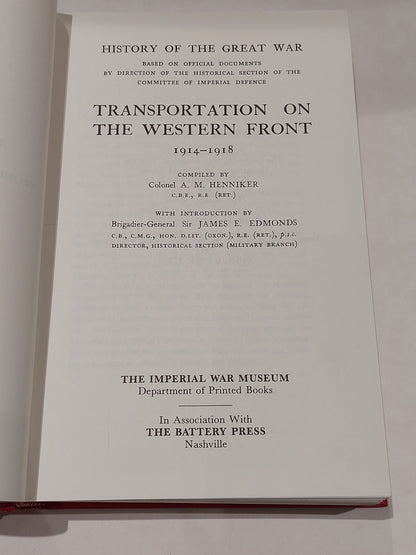 HISTORY OF THE GREAT WAR
BASED ON OFFICIAL DOCUMENTS
BY DIRECTION OF THE HISTORICAL SECTION OF THE
COMMITTEE OF IMPERIAL DEFENCE
TRANSPORTATION ON
THE WESTERN FRONT
1914–1918
COMPILED BY
Colonel A. M. HENNIKER
C.B.E., R.E. (RET.)
WITH INTRODUCTION BY
Brigadier-General Sir JAMES E. EDMONDS
C.B., C.M.G., HON. D.LIT. (OXON.), R.E. (RET.), p.s.c.
DIRECTOR, HISTORICAL SECTION (MILITARY BRANCH)
THE IMPERIAL WAR MUSEUM
Department of Printed Books
In Association With
THE BATTERY PRESS
Nashville